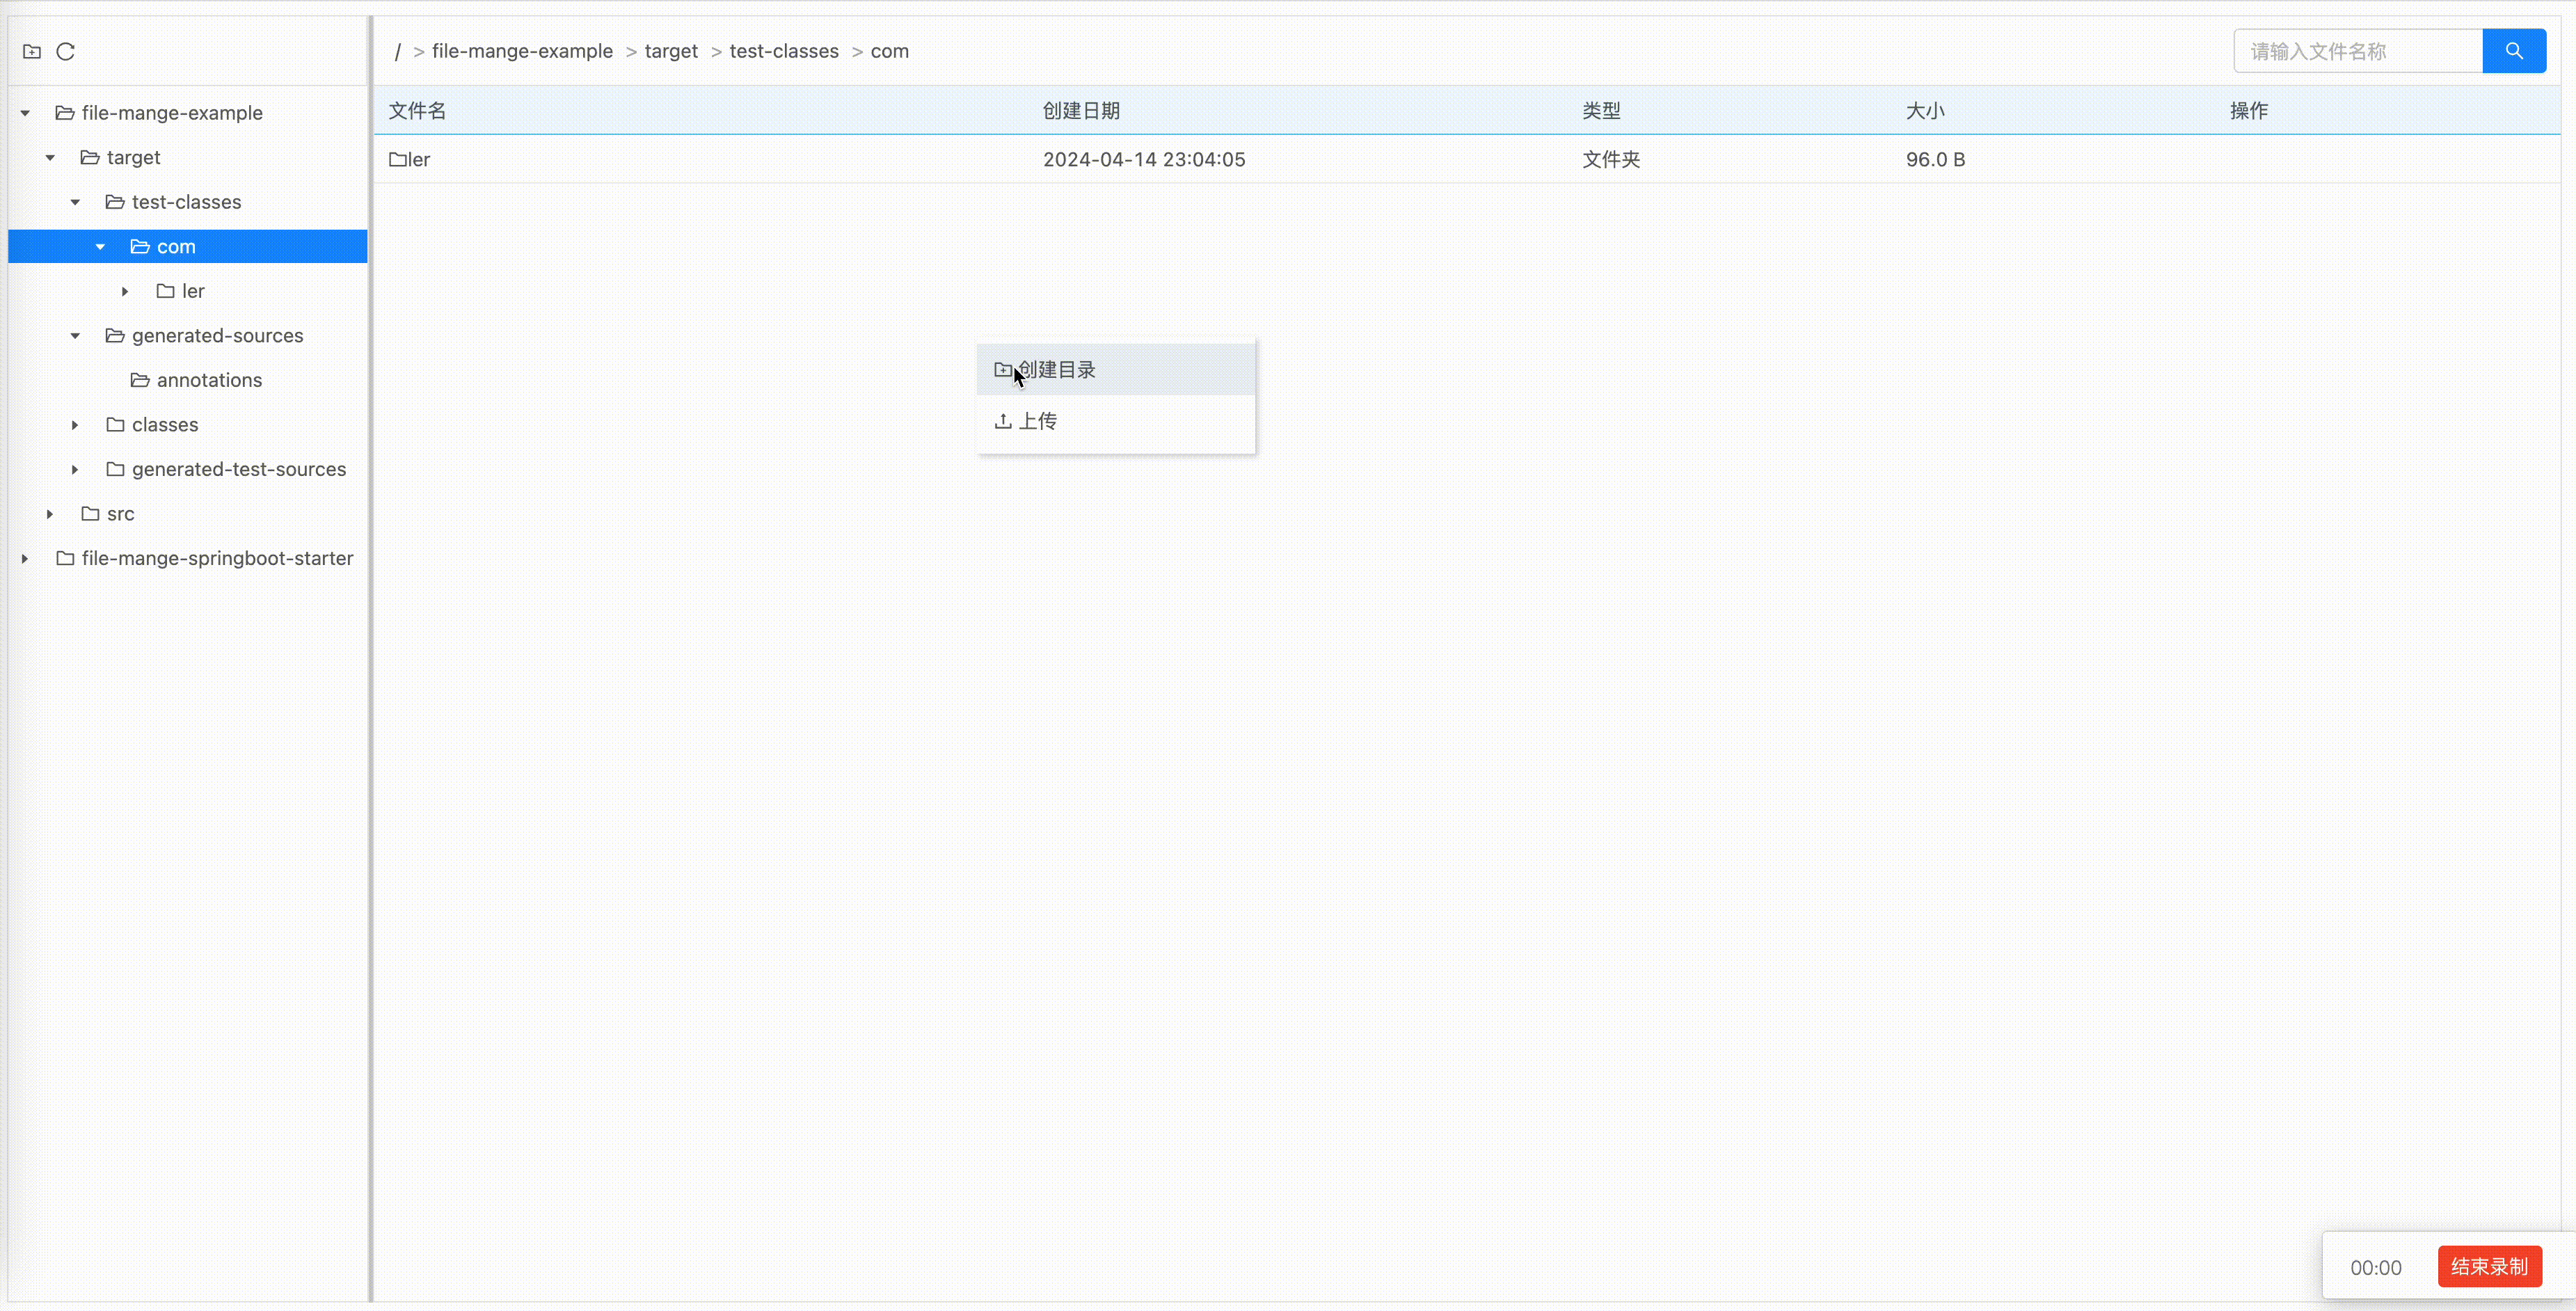 / > file-mange-example > target > test-classes > com
请输入文件名称
file-mange-example
target
test-classes
com
ler
generated-sources
annotations
classes
generated-test-sources
src
file-mange-springboot-starter
文件名 创建日期 类型 大小 操作
ler 2024-04-14 23:04:05 文件夹 96.0 B
创建目录
上传
00:00 结束录制